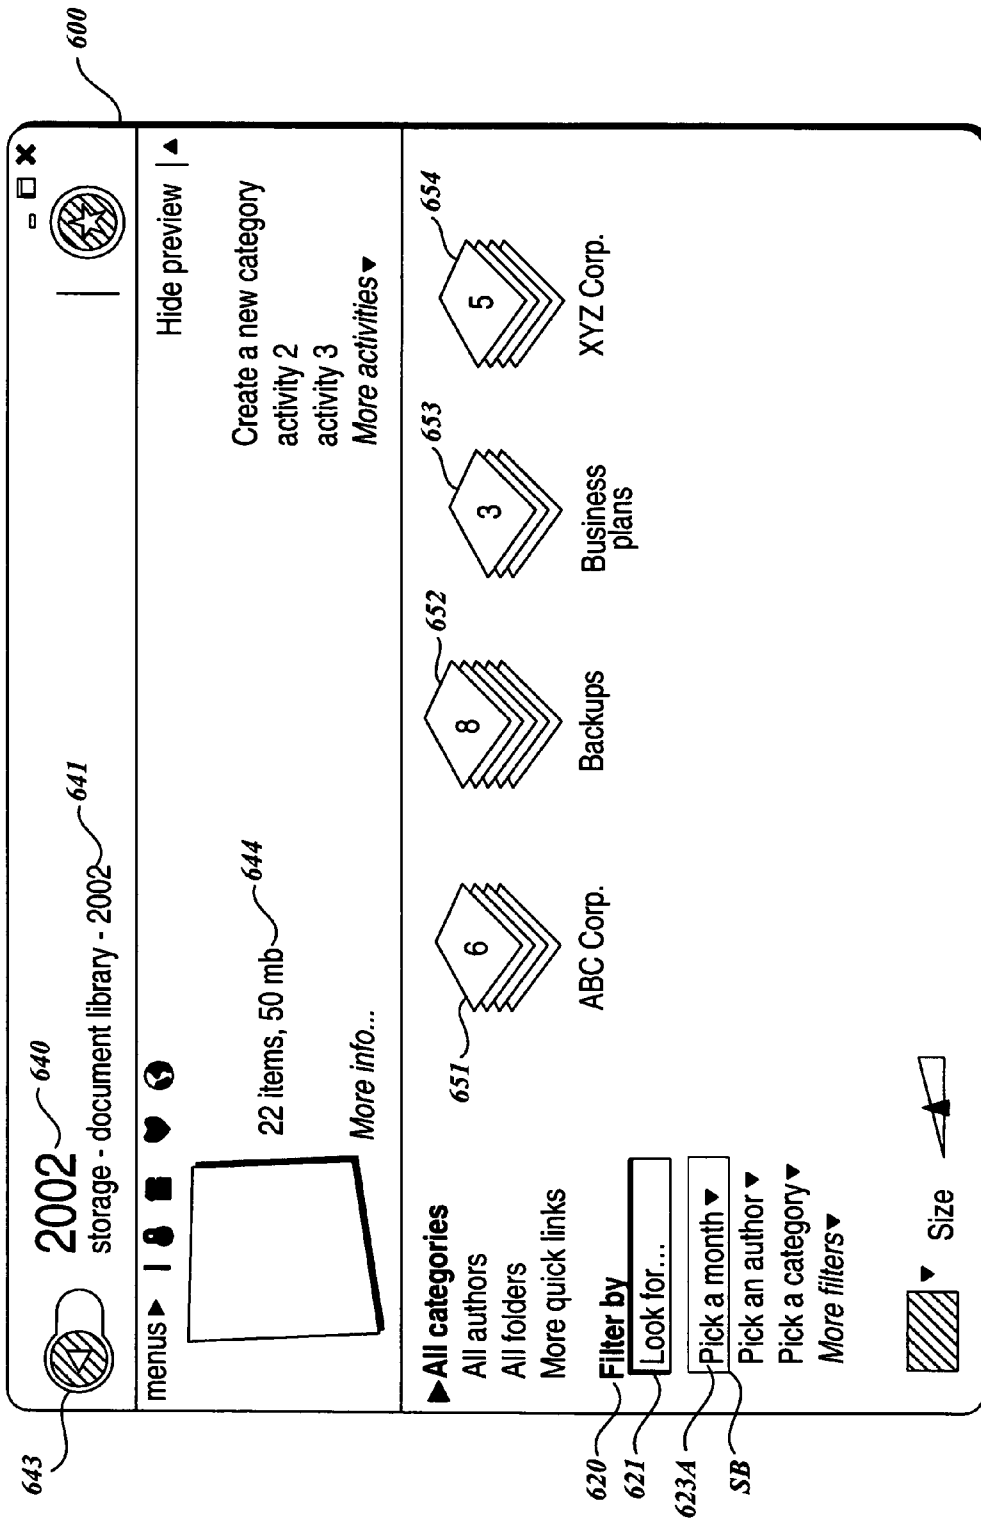 600
2002 640
storage - document library - 2002 641
643
menus
Hide preview
22 items, 50 mb 644
More info...
Create a new category
activity 2
activity 3
More activities
All categories
All authors
All folders
More quick links
620 Filter by
621 Look for...
623A Pick a month
SB
Pick an author
Pick a category
More filters
Size
651 6
ABC Corp.
652 8
Backups
653 3
Business
plans
654 5
XYZ Corp.